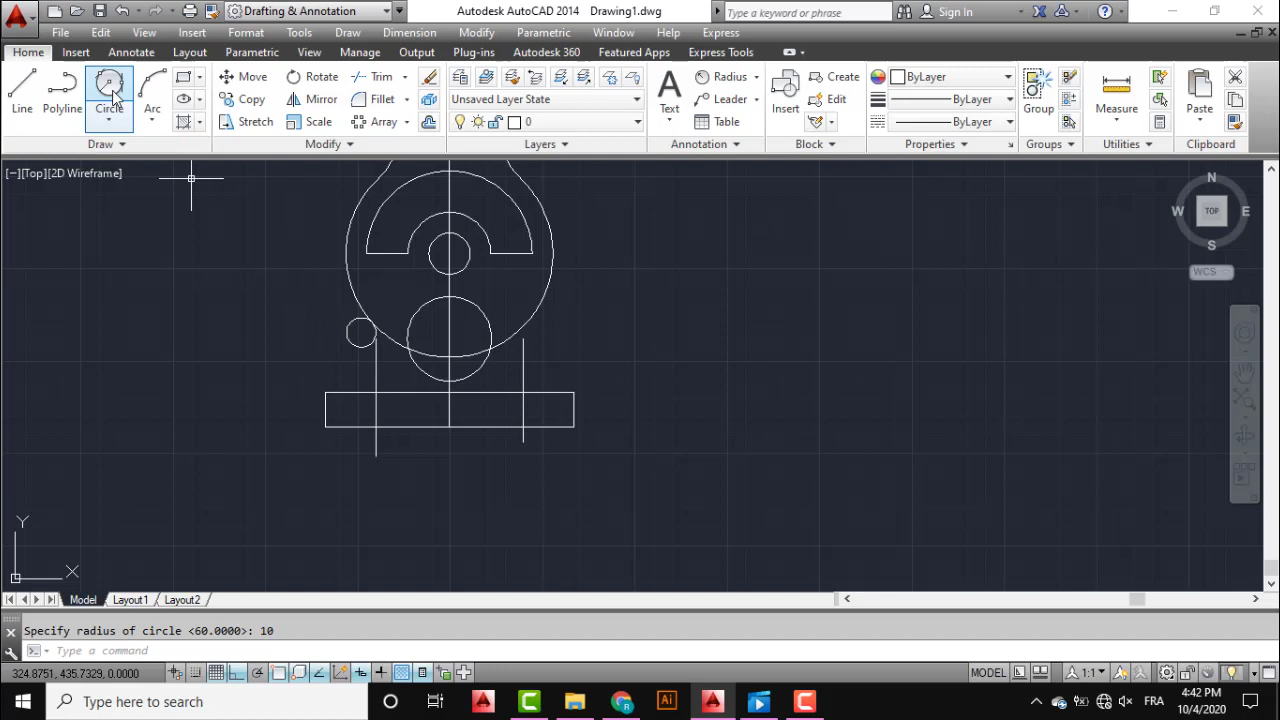 Drafting & Annotation
Autodesk AutoCAD 2014 Drawing1.dwg
Type a keyword or phrase
Sign In
File Edit View Insert Format Tools Draw Dimension Modify Parametric Window Help Express
Home Insert Annotate Layout Parametric View Manage Output Plug-ins Autodesk 360 Featured Apps Express Tools
Line Polyline Circle Arc
Move Rotate Trim
Copy Mirror Fillet
Stretch Scale Array
Unsaved Layer State
0
Text
Radius
Leader
Table
Insert
Create
Edit
ByLayer
ByLayer
ByLayer
Group
Measure
Paste
Draw Modify Layers Annotation Block Properties Groups Utilities Clipboard
[−][Top][2D Wireframe]
N
W TOP E
S
WCS
Y
X
Model Layout1 Layout2
Specify radius of circle <60.0000>: 10
Type a command
324.8751, 435.7329, 0.0000
MODEL
1:1
Type here to search
Ai
FRA
4:42 PM
10/4/2020